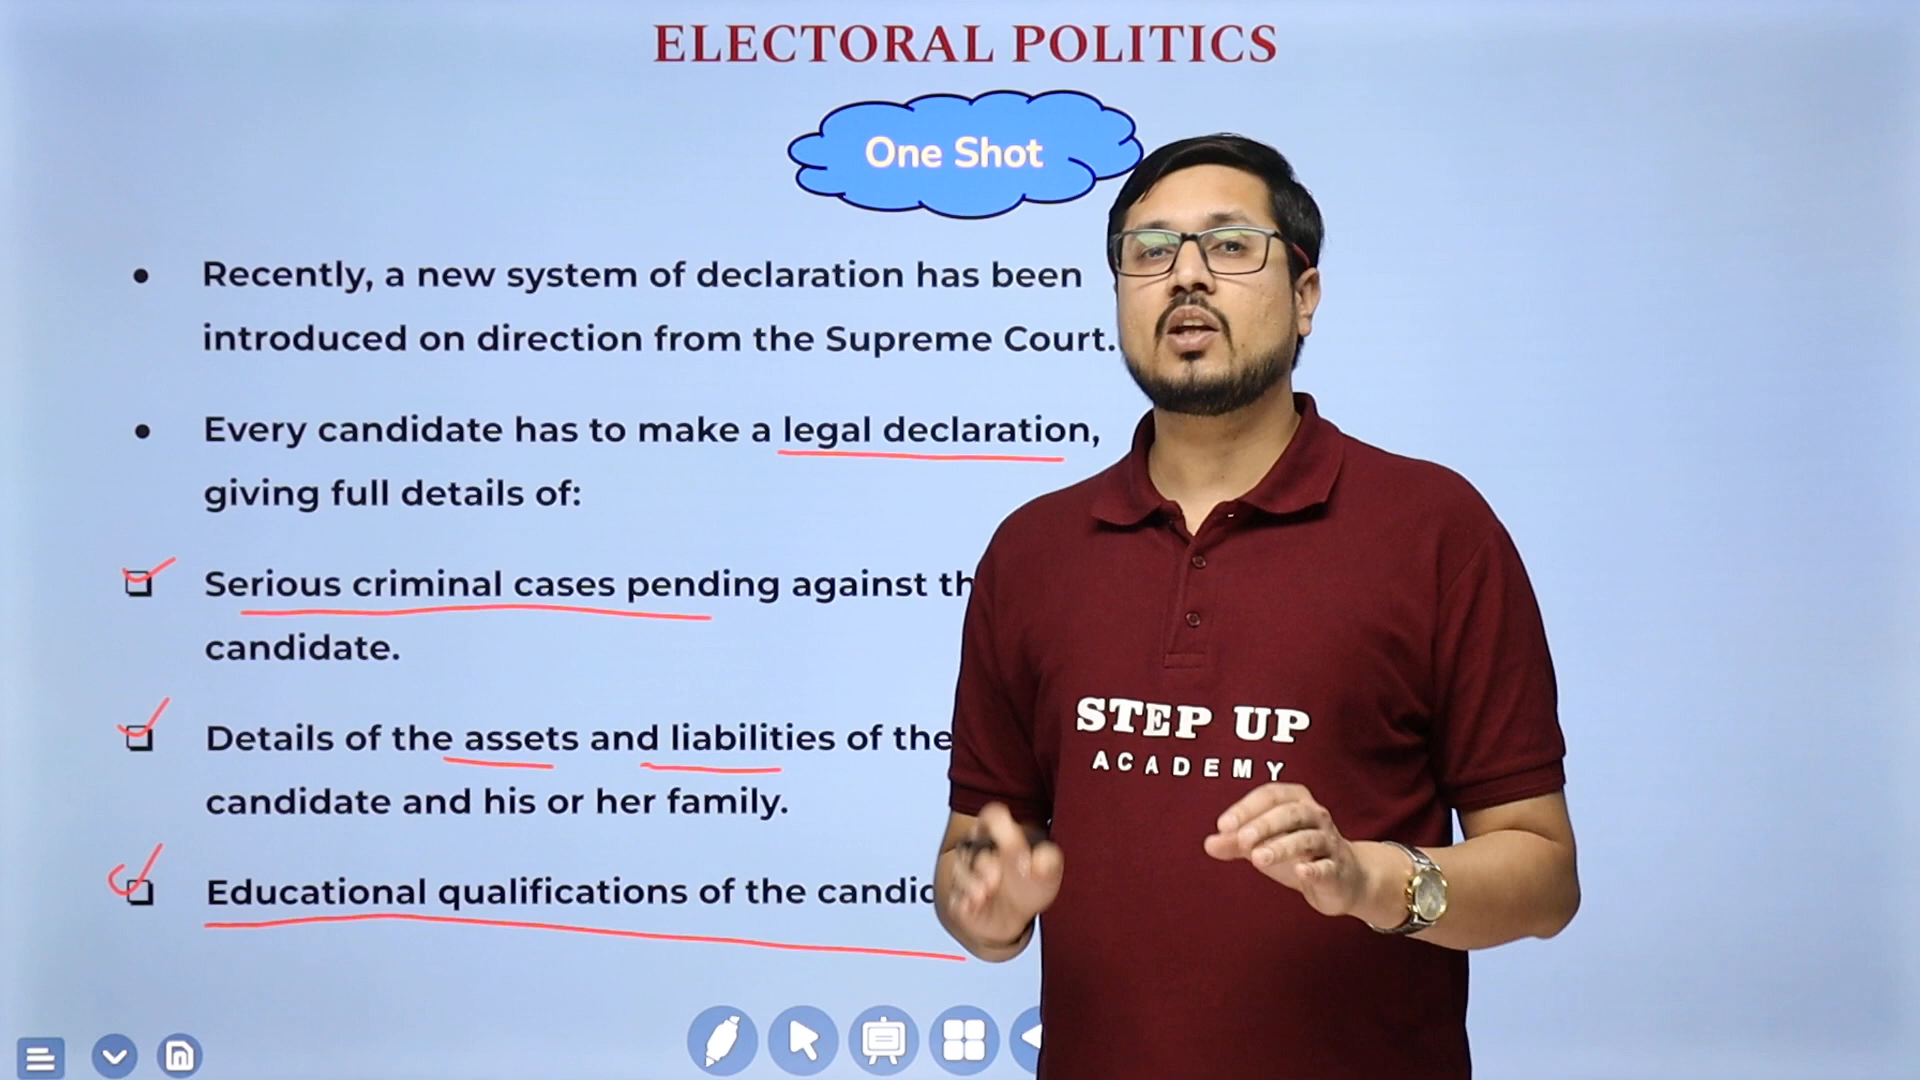 ELECTORAL POLITICS
One Shot
Recently, a new system of declaration has been
introduced on direction from the Supreme Court.
Every candidate has to make a legal declaration,
giving full details of:
Serious criminal cases pending against
candidate.
Details of the assets and liabilities of the
candidate and his or her family.
Educational qualifications of the
STEP UP
ACADEMY